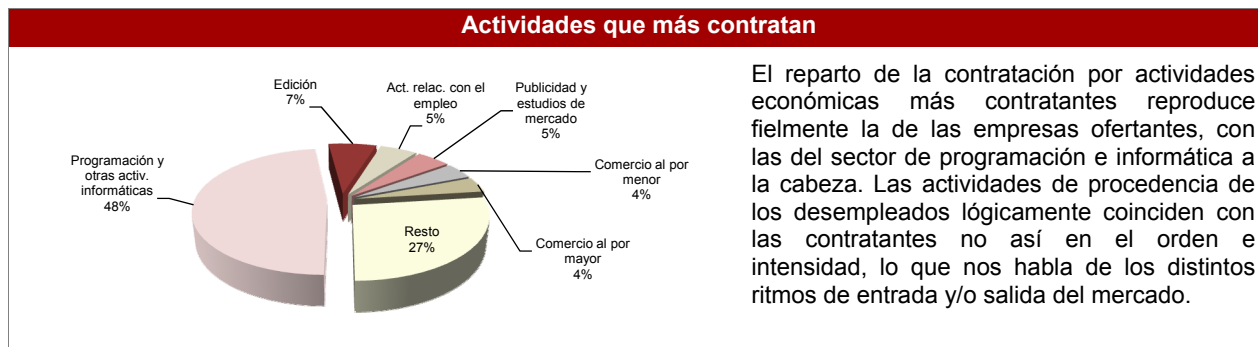 Actividades que más contratan
Edición
7%
Act. relac. con el
empleo
5%
Publicidad y
estudios de
mercado
5%
Comercio al por
menor
4%
Comercio al por
mayor
4%
Resto
27%
Programación y
otras activ.
informáticas
48%
El reparto de la contratación por actividades
económicas más contratantes reproduce
fielmente la de las empresas ofertantes, con
las del sector de programación e informática a
la cabeza. Las actividades de procedencia de
los desempleados lógicamente coinciden con
las contratantes no así en el orden e
intensidad, lo que nos habla de los distintos
ritmos de entrada y/o salida del mercado.